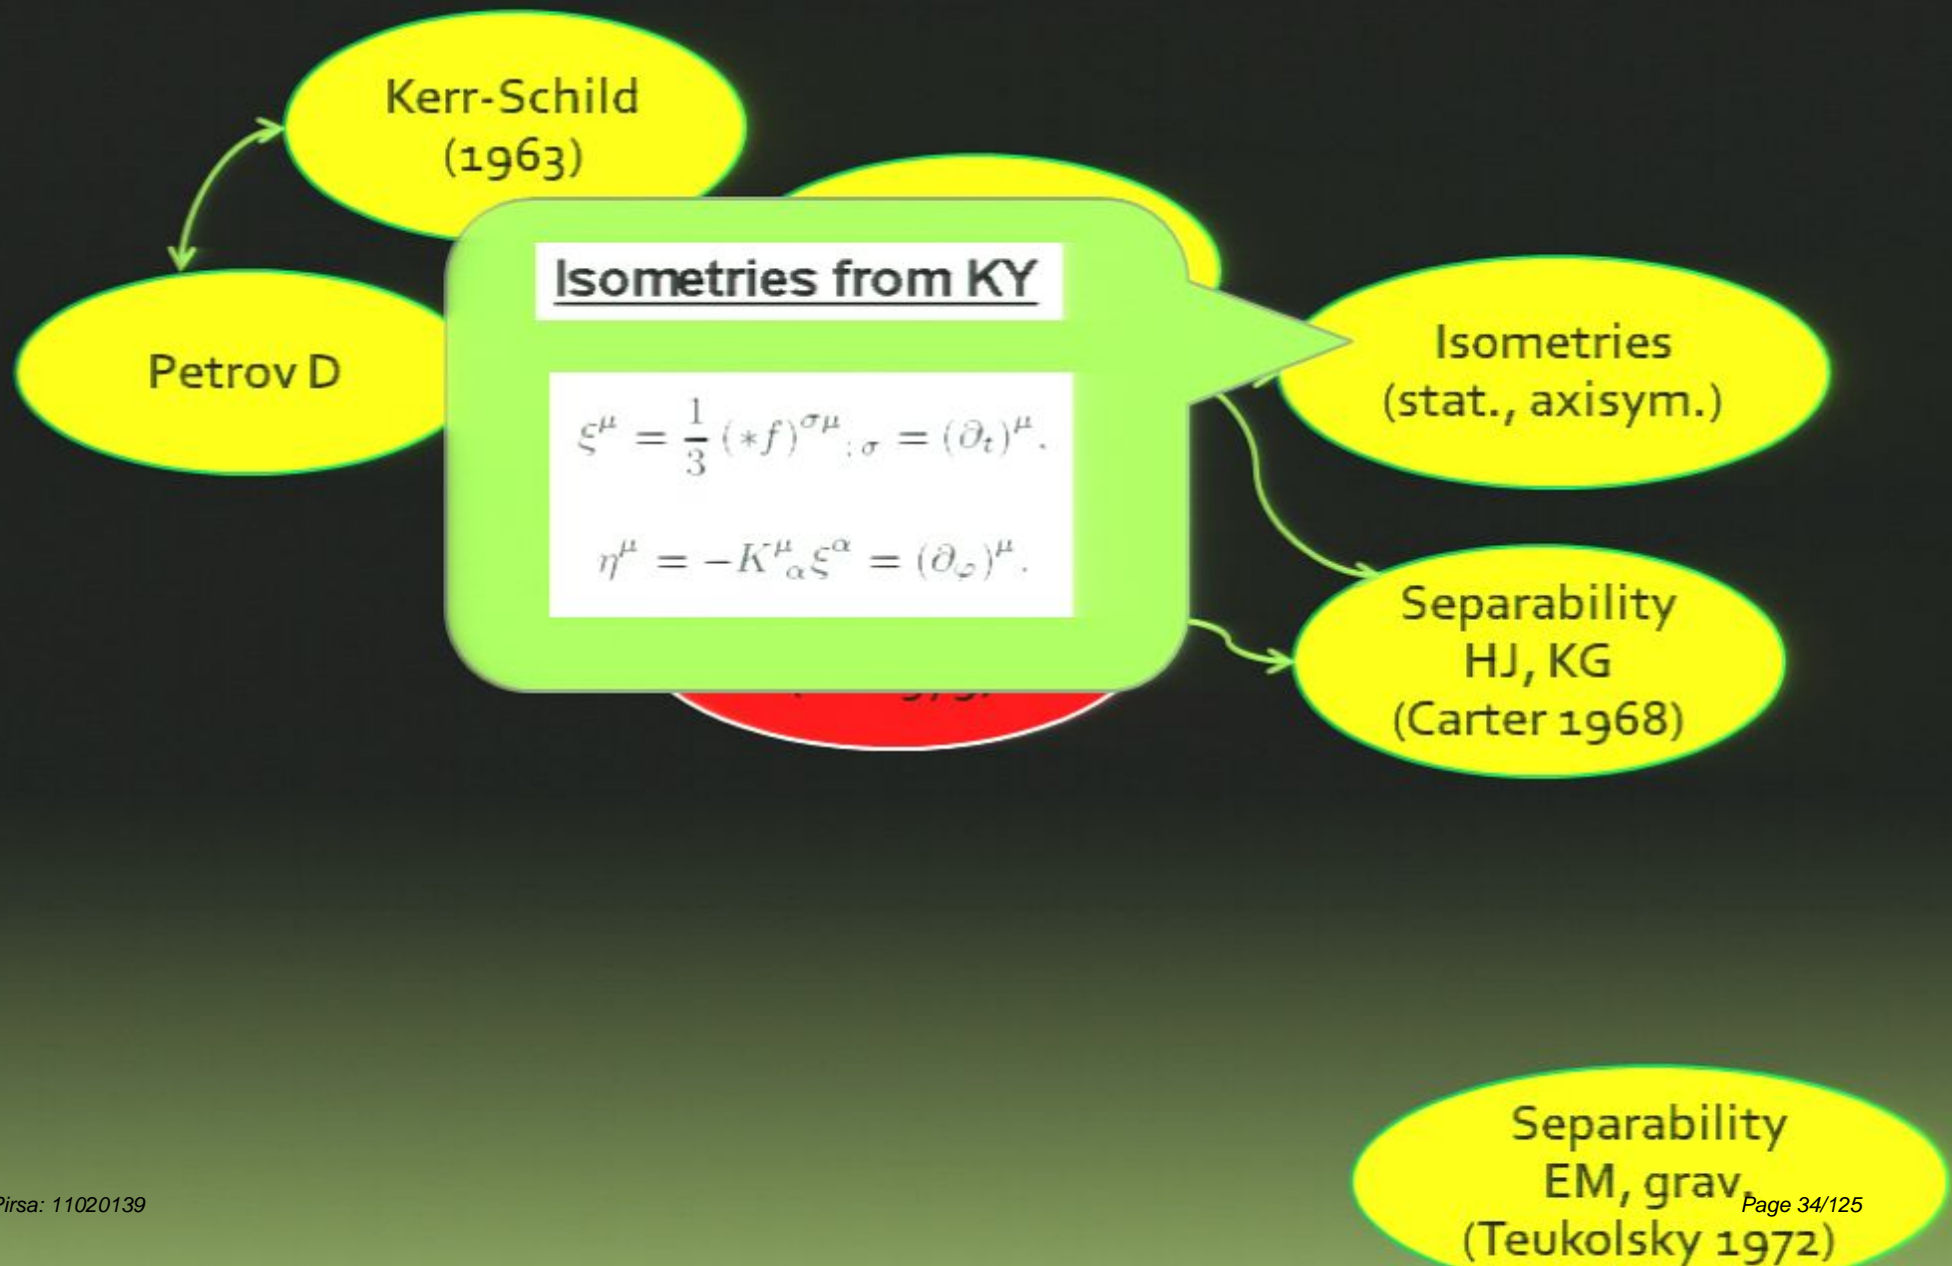 Kerr-Schild
(1963)
Petrov D
Isometries from KY
ξ^μ = 1/3 (*f)^{σμ}_{;σ} = (∂_t)^μ.
η^μ = −K^μ_α ξ^α = (∂_φ)^μ.
Isometries
(stat., axisym.)
Separability
HJ, KG
(Carter 1968)
Separability
EM, grav.
(Teukolsky 1972)
Pirsa: 11020139
Page 34/125